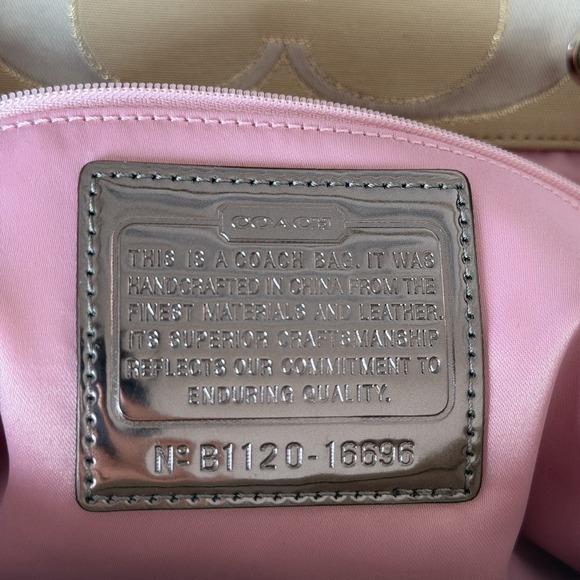 COACH
THIS IS A COACH BAG. IT WAS
HANDCRAFTED IN CHINA FROM THE
FINEST MATERIALS AND LEATHER.
ITS SUPERIOR CRAFTSMANSHIP
REFLECTS OUR COMMITMENT TO
ENDURING QUALITY.
Nº B1120-16696